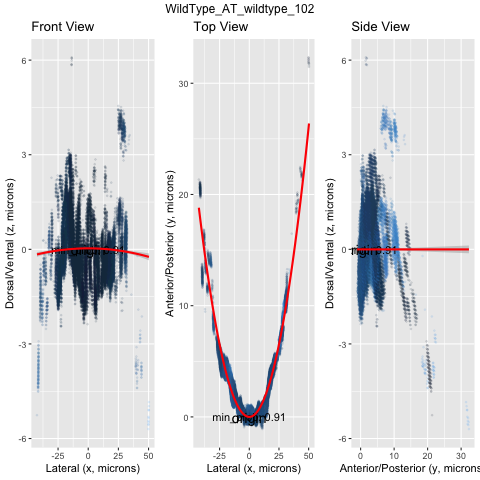 WildType_AT_wildtype_102
Front View
Top View
Side View
Dorsal/Ventral (z, microns)
6
3
0
-3
-6
-25
0
25
50
Lateral (x, microns)
Anterior/Posterior (y, microns)
30
20
10
0
-25
0
25
50
Lateral (x, microns)
Dorsal/Ventral (z, microns)
6
3
0
-3
-6
0
10
20
30
Anterior/Posterior (y, microns